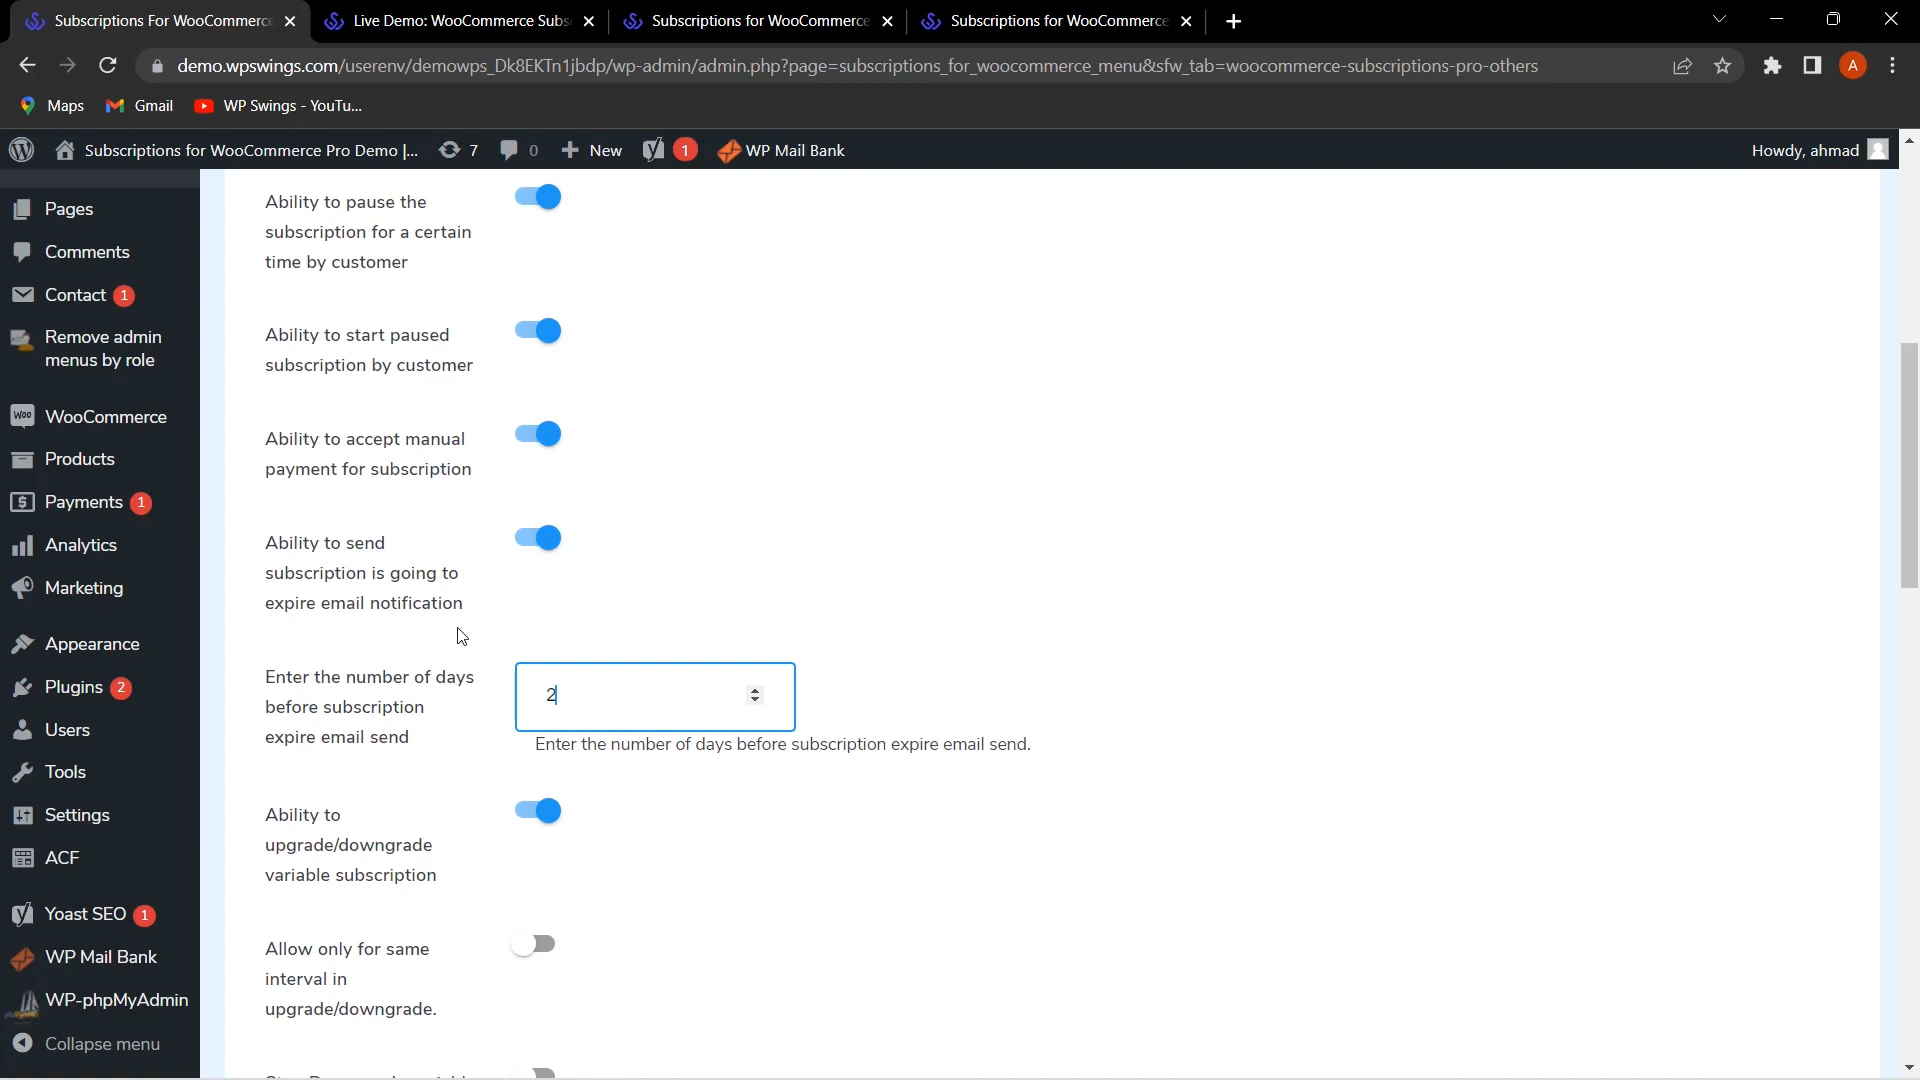 Subscriptions For WooCommerce
Live Demo: WooCommerce Subs
Subscriptions for WooCommerce
Subscriptions for WooCommerce
demo.wpswings.com/userenv/demowps_Dk8EKTn1jbdp/wp-admin/admin.php?page=subscriptions_for_woocommerce_menu&sfw_tab=woocommerce-subscriptions-pro-others
A
Maps
Gmail
WP Swings - YouTu...
Subscriptions for WooCommerce Pro Demo |...
7
0
New
1
WP Mail Bank
Howdy, ahmad
Pages
Comments
Contact 1
Remove admin
menus by role
Woo WooCommerce
Products
Payments 1
Analytics
Marketing
Appearance
Plugins 2
Users
Tools
Settings
ACF
Yoast SEO 1
WP Mail Bank
WP-phpMyAdmin
Collapse menu
Ability to pause the
subscription for a certain
time by customer
Ability to start paused
subscription by customer
Ability to accept manual
payment for subscription
Ability to send
subscription is going to
expire email notification
Enter the number of days
before subscription
expire email send
2
Enter the number of days before subscription expire email send.
Ability to
upgrade/downgrade
variable subscription
Allow only for same
interval in
upgrade/downgrade.